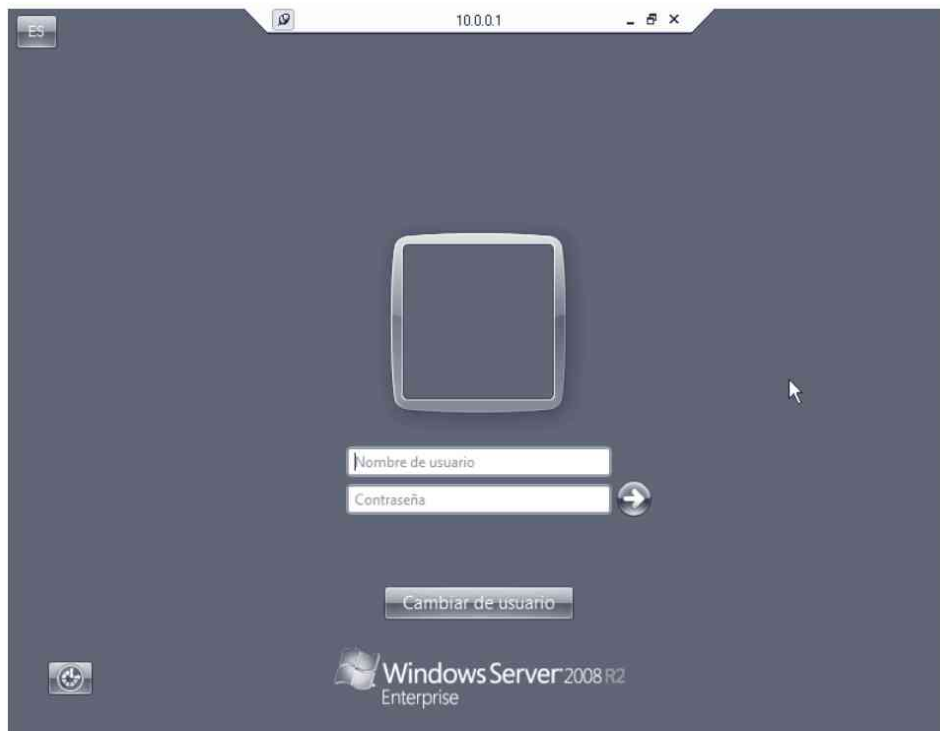 10.0.0.1
ES
Nombre de usuario
Contraseña
Cambiar de usuario
Windows Server 2008 R2
Enterprise